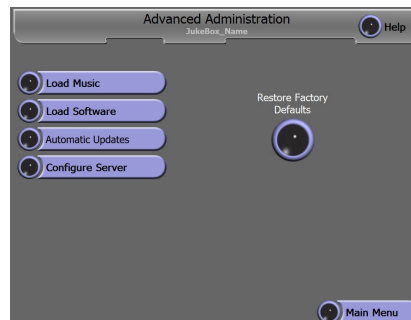 Advanced Administration
JukeBox_Name
Help
Load Music
Load Software
Automatic Updates
Configure Server
Restore Factory
Defaults
Main Menu